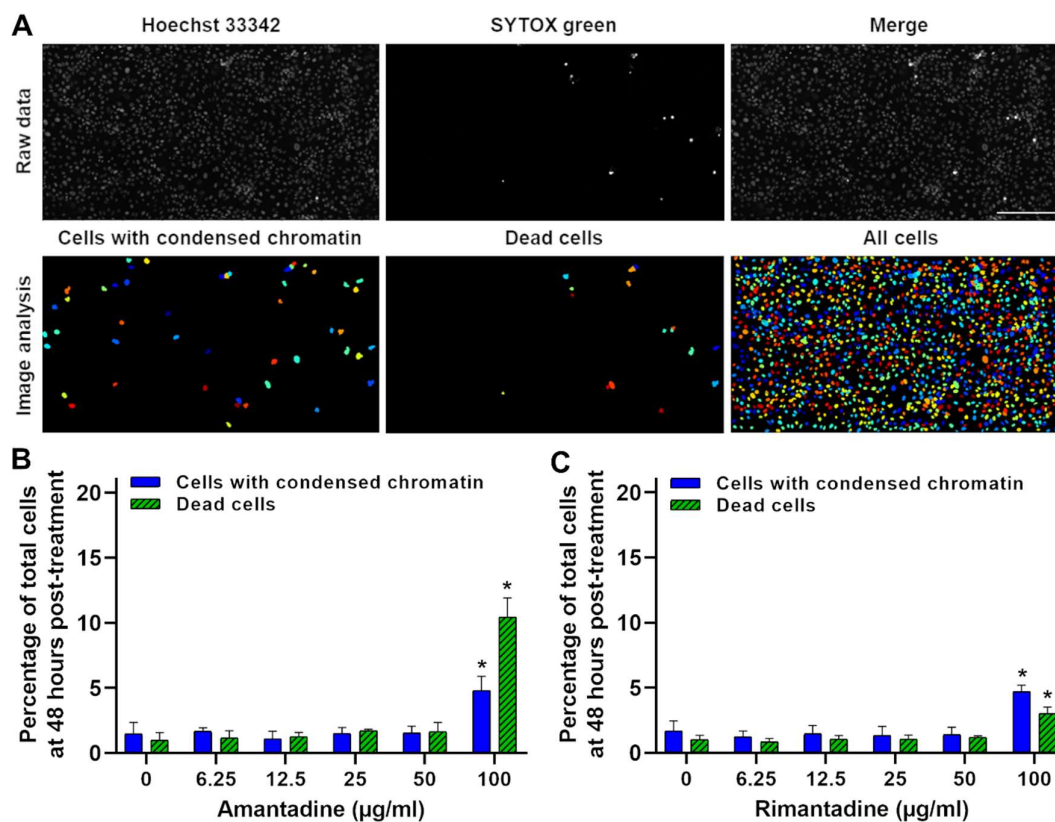 A
Hoechst 33342
SYTOX green
Merge
Raw data
Cells with condensed chromatin
Dead cells
All cells
Image analysis
B
Percentage of total cells
at 48 hours post-treatment
Cells with condensed chromatin
Dead cells
20
15
10
5
0
*
*
0 6.25 12.5 25 50 100
Amantadine (µg/ml)
C
Percentage of total cells
at 48 hours post-treatment
Cells with condensed chromatin
Dead cells
20
15
10
5
0
*
*
0 6.25 12.5 25 50 100
Rimantadine (µg/ml)